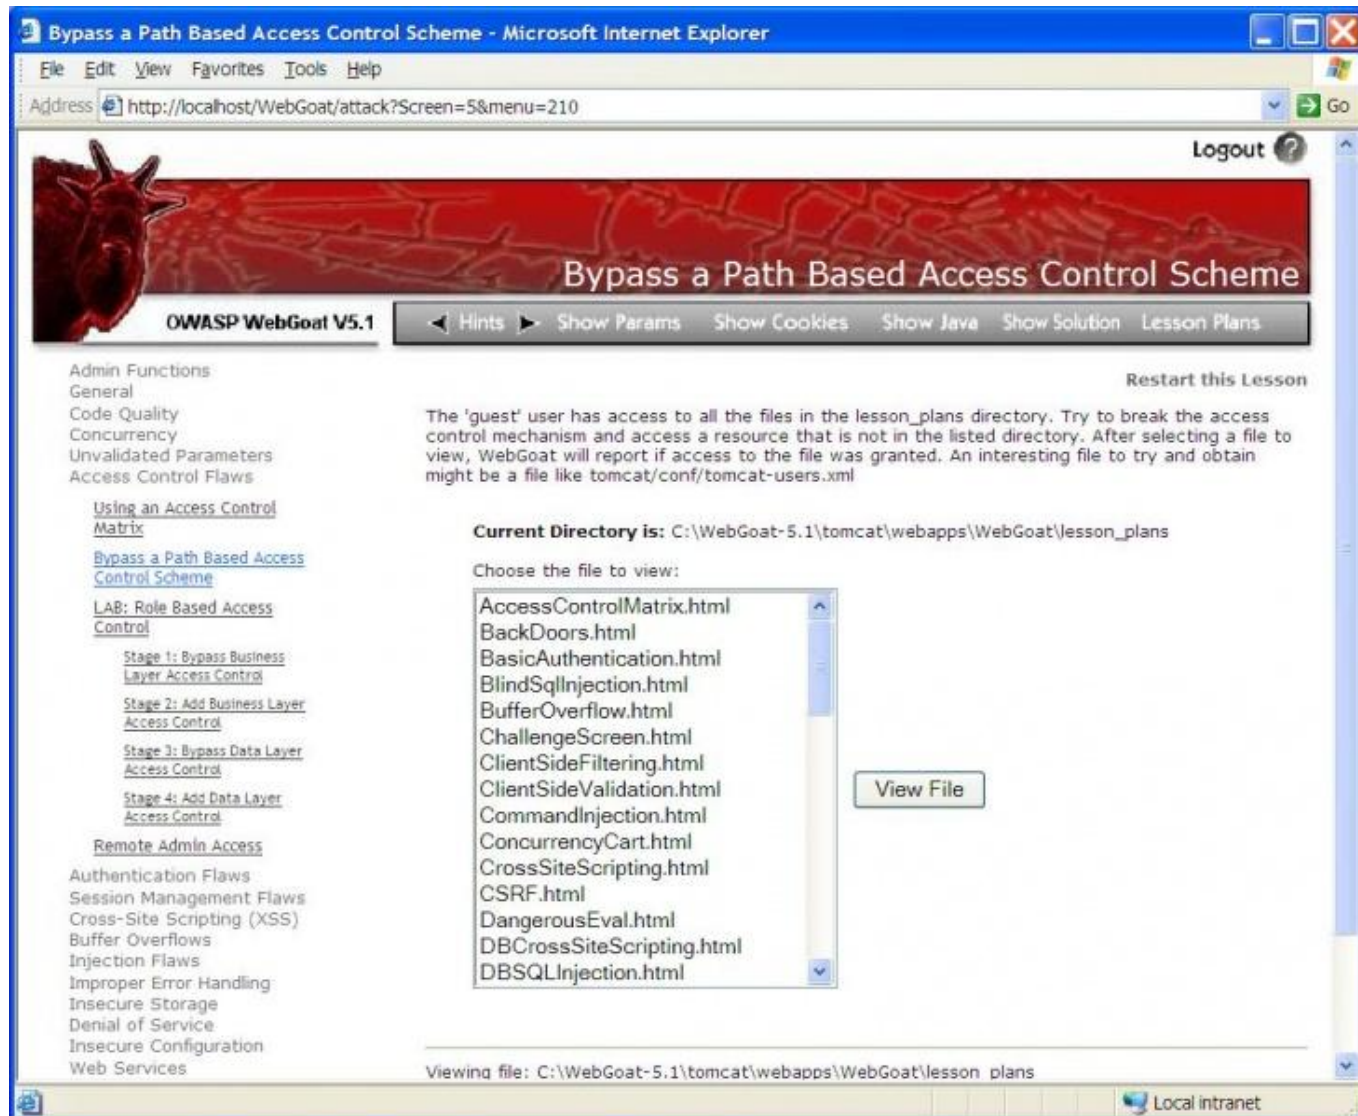 Bypass a Path Based Access Control Scheme - Microsoft Internet Explorer
File Edit View Favorites Tools Help
Address http://localhost/WebGoat/attack?Screen=5&menu=210 Go
Logout ?
Bypass a Path Based Access Control Scheme
OWASP WebGoat V5.1
Hints Show Params Show Cookies Show Java Show Solution Lesson Plans
Admin Functions
General
Code Quality
Concurrency
Unvalidated Parameters
Access Control Flaws
Using an Access Control
Matrix
Bypass a Path Based Access
Control Scheme
LAB: Role Based Access
Control
Stage 1: Bypass Business
Layer Access Control
Stage 2: Add Business Layer
Access Control
Stage 3: Bypass Data Layer
Access Control
Stage 4: Add Data Layer
Access Control
Remote Admin Access
Authentication Flaws
Session Management Flaws
Cross-Site Scripting (XSS)
Buffer Overflows
Injection Flaws
Improper Error Handling
Insecure Storage
Denial of Service
Insecure Configuration
Web Services
Restart this Lesson
The 'guest' user has access to all the files in the lesson_plans directory. Try to break the access
control mechanism and access a resource that is not in the listed directory. After selecting a file to
view, WebGoat will report if access to the file was granted. An interesting file to try and obtain
might be a file like tomcat/conf/tomcat-users.xml
Current Directory is: C:\WebGoat-5.1\tomcat\webapps\WebGoat\lesson_plans
Choose the file to view:
AccessControlMatrix.html
BackDoors.html
BasicAuthentication.html
BlindSqlInjection.html
BufferOverflow.html
ChallengeScreen.html
ClientSideFiltering.html
ClientSideValidation.html
CommandInjection.html
ConcurrencyCart.html
CrossSiteScripting.html
CSRF.html
DangerousEval.html
DBCrossSiteScripting.html
DBSQLInjection.html
View File
Viewing file: C:\WebGoat-5.1\tomcat\webapps\WebGoat\lesson_plans
Local intranet